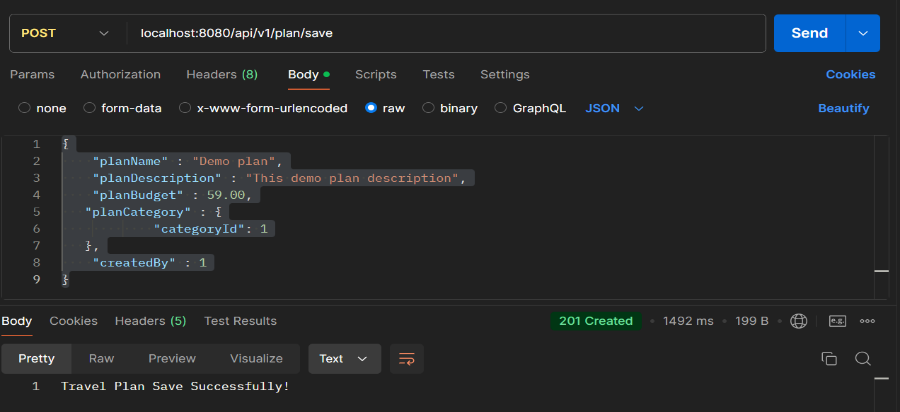 POST localhost:8080/api/v1/plan/save Send
Params Authorization Headers (8) Body Scripts Tests Settings Cookies
none form-data x-www-form-urlencoded raw binary GraphQL JSON Beautify
1 {
2 "planName" : "Demo plan",
3 "planDescription" : "This demo plan description",
4 "planBudget" : 59.00,
5 "planCategory" : {
6 "categoryId": 1
7 },
8 "createdBy" : 1
9 }
Body Cookies Headers (5) Test Results 201 Created 1492 ms 199 B e.g.
Pretty Raw Preview Visualize Text
1 Travel Plan Save Successfully!